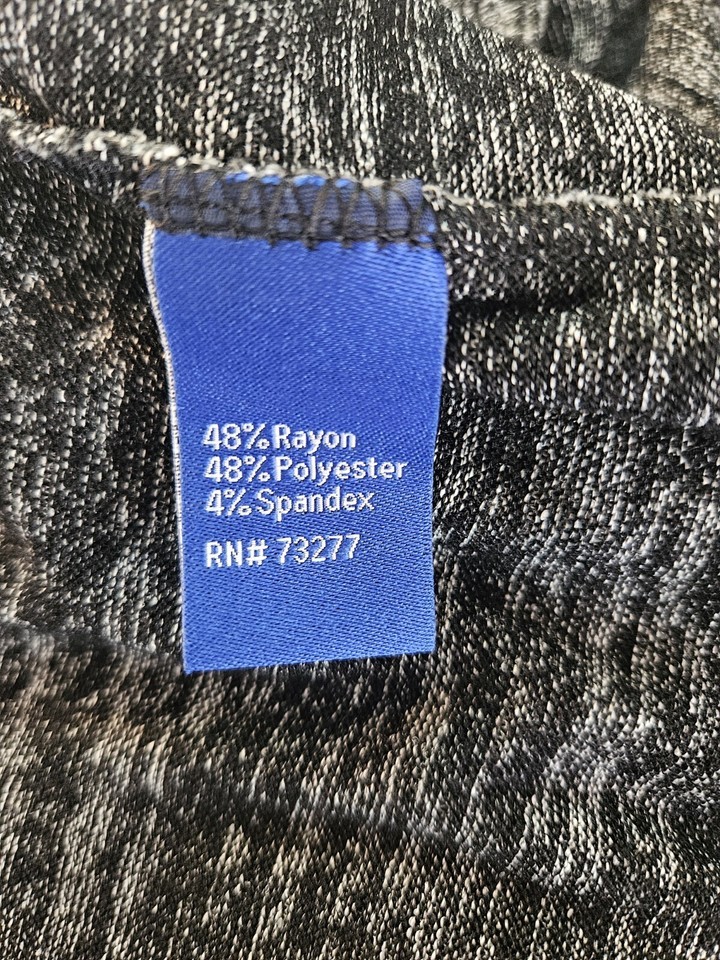 48% Rayon
48% Polyester
4% Spandex
RN# 73277